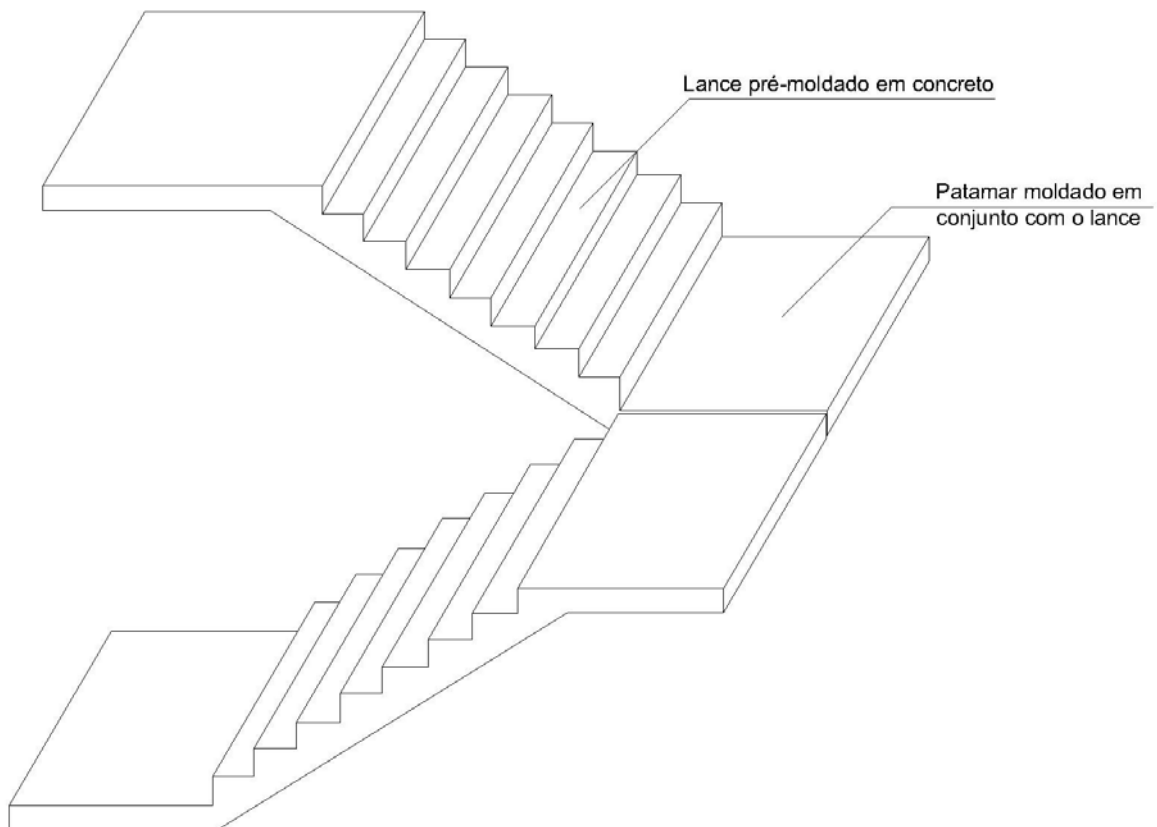 Lance pré-moldado em concreto
Patamar moldado em
conjunto com o lance